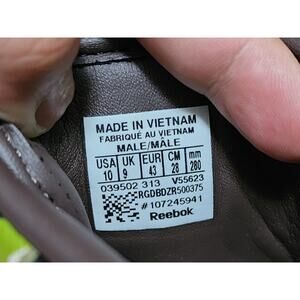 MADE IN VIETNAM
FABRIQUÉ AU VIETNAM
MALE/MÂLE
USA UK EUR CM mm
10 9 43 28 280
039502 313 V55623
RGDBDZR500375
#107245941
Reebok